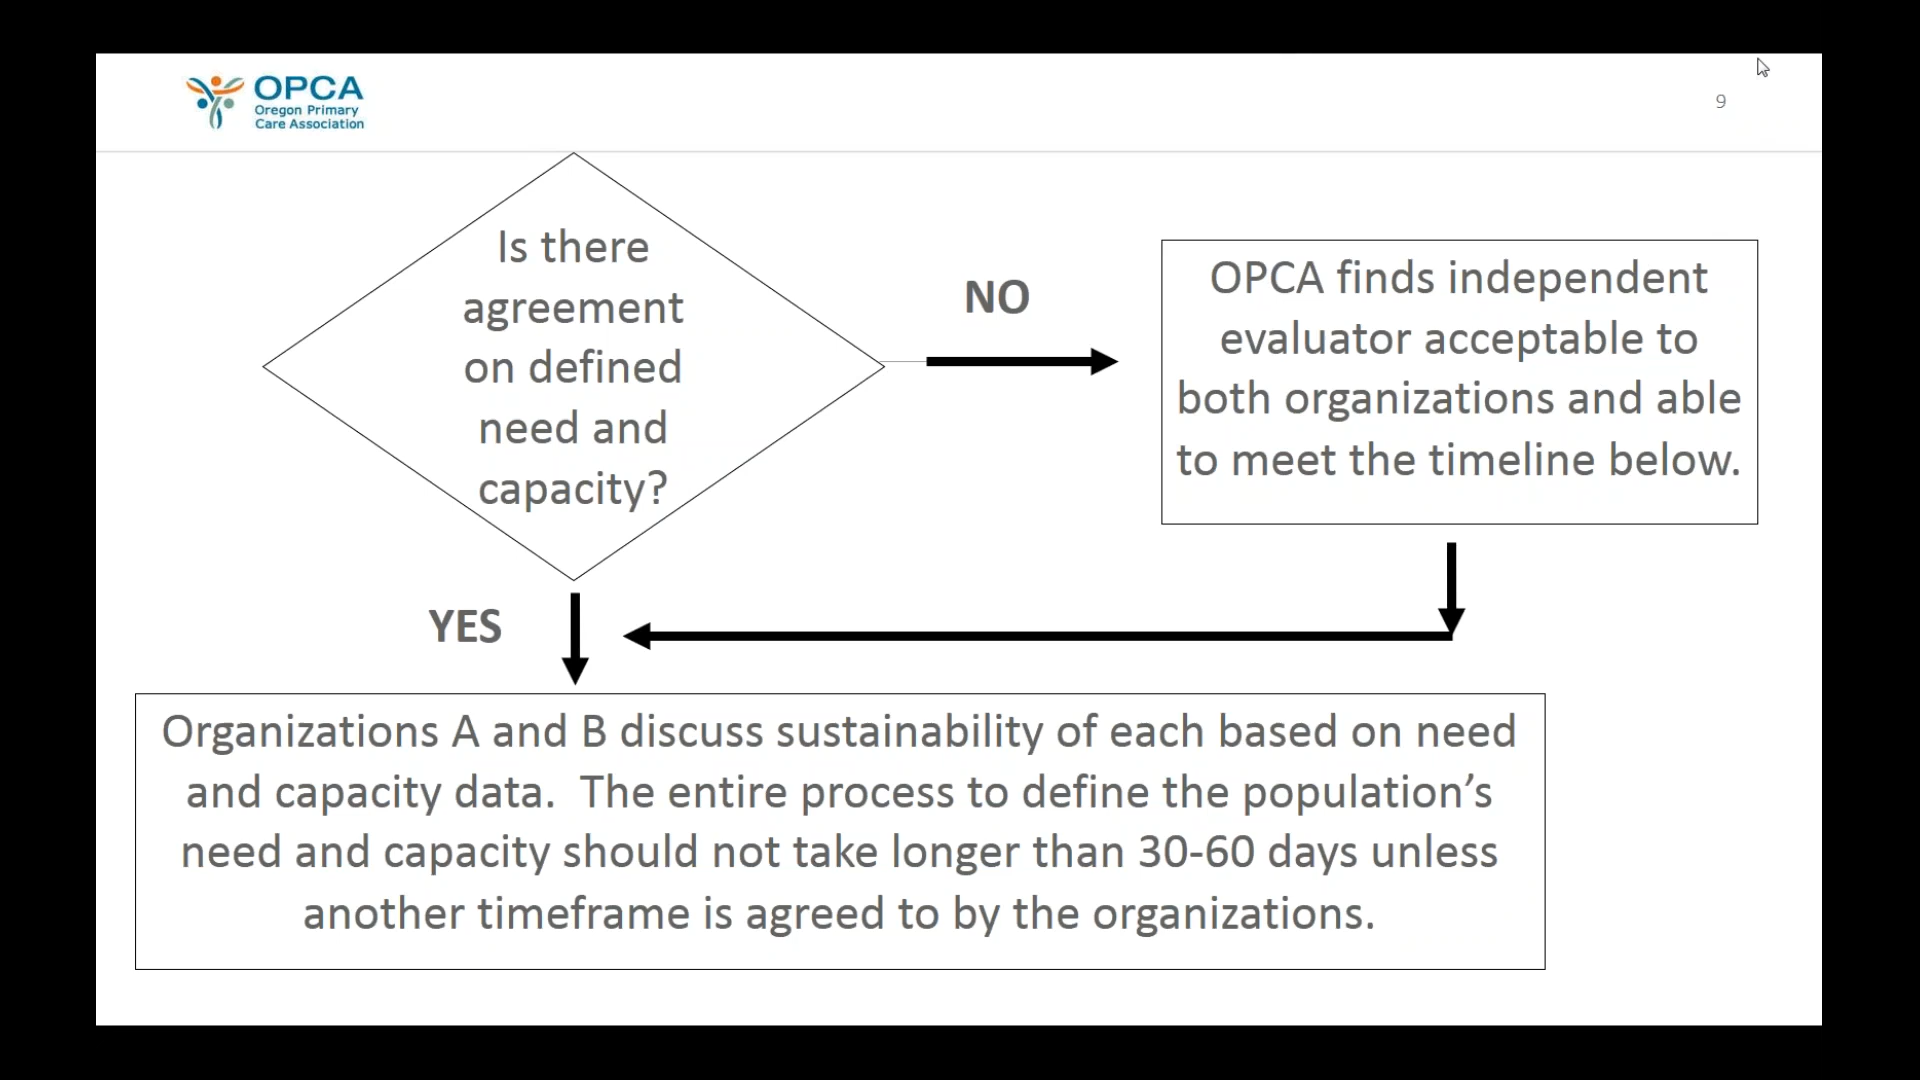 OPCA
Oregon Primary
Care Association
9
Is there
agreement
on defined
need and
capacity?
NO
OPCA finds independent
evaluator acceptable to
both organizations and able
to meet the timeline below.
YES
Organizations A and B discuss sustainability of each based on need
and capacity data.  The entire process to define the population’s
need and capacity should not take longer than 30-60 days unless
another timeframe is agreed to by the organizations.